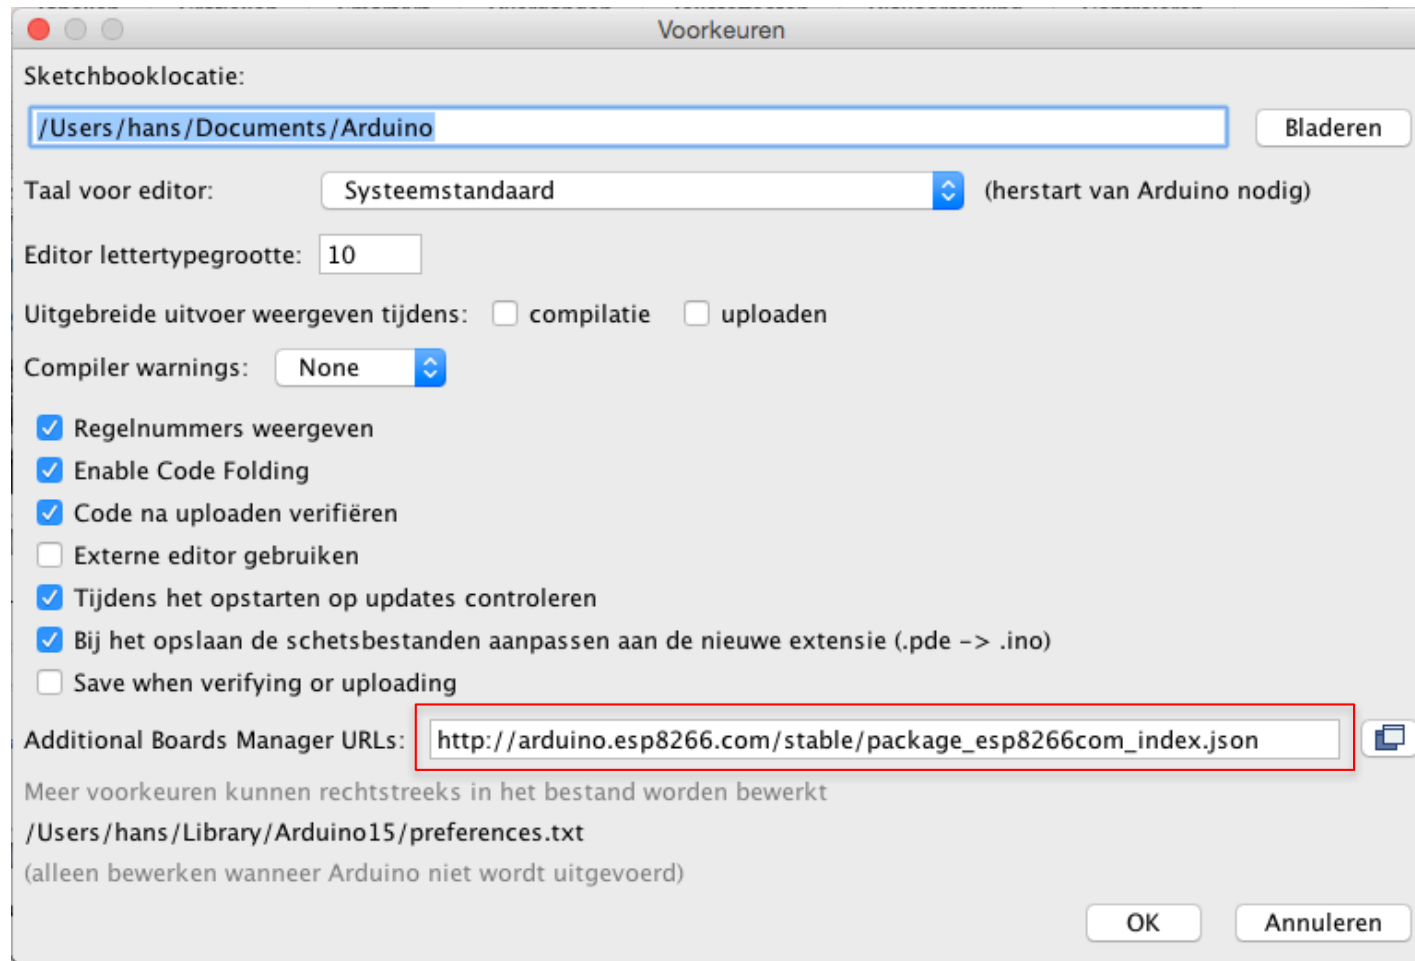 Voorkeuren
Sketchbooklocatie:
/Users/hans/Documents/Arduino Bladeren
Taal voor editor: Systeemstandaard (herstart van Arduino nodig)
Editor lettertypegrootte: 10
Uitgebreide uitvoer weergeven tijdens: compilatie uploaden
Compiler warnings: None
Regelnummers weergeven
Enable Code Folding
Code na uploaden verifiëren
Externe editor gebruiken
Tijdens het opstarten op updates controleren
Bij het opslaan de schetsbestanden aanpassen aan de nieuwe extensie (.pde -> .ino)
Save when verifying or uploading
Additional Boards Manager URLs: http://arduino.esp8266.com/stable/package_esp8266com_index.json
Meer voorkeuren kunnen rechtstreeks in het bestand worden bewerkt
/Users/hans/Library/Arduino15/preferences.txt
(alleen bewerken wanneer Arduino niet wordt uitgevoerd)
OK Annuleren